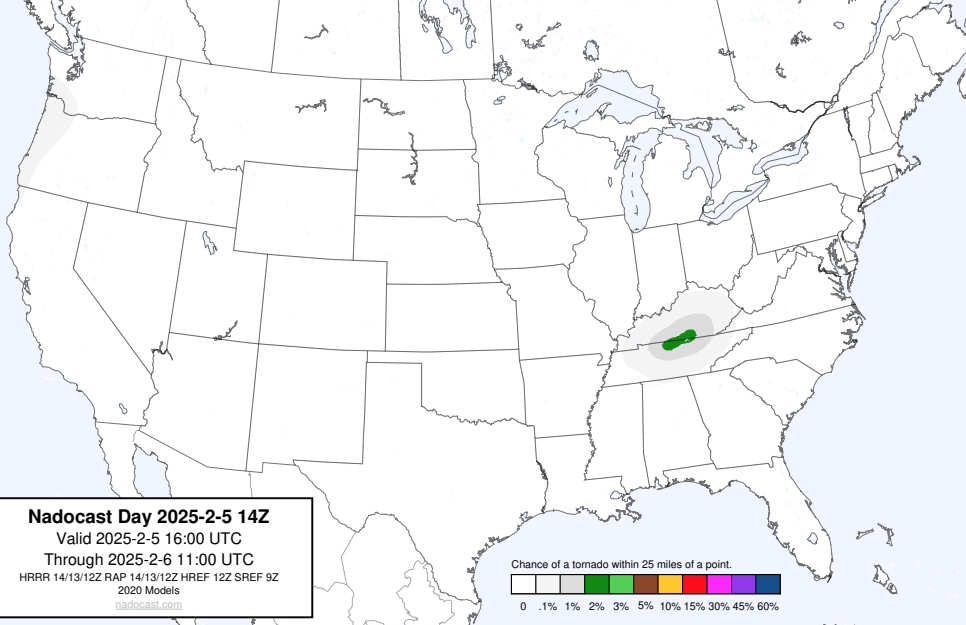 Nadocast Day 2025-2-5 14Z
Valid 2025-2-5 16:00 UTC
Through 2025-2-6 11:00 UTC
HRRR 14/13/12Z RAP 14/13/12Z HREF 12Z SREF 9Z
2020 Models
nadocast.com
Chance of a tornado within 25 miles of a point.
0 .1% 1% 2% 3% 5% 10% 15% 30% 45% 60%